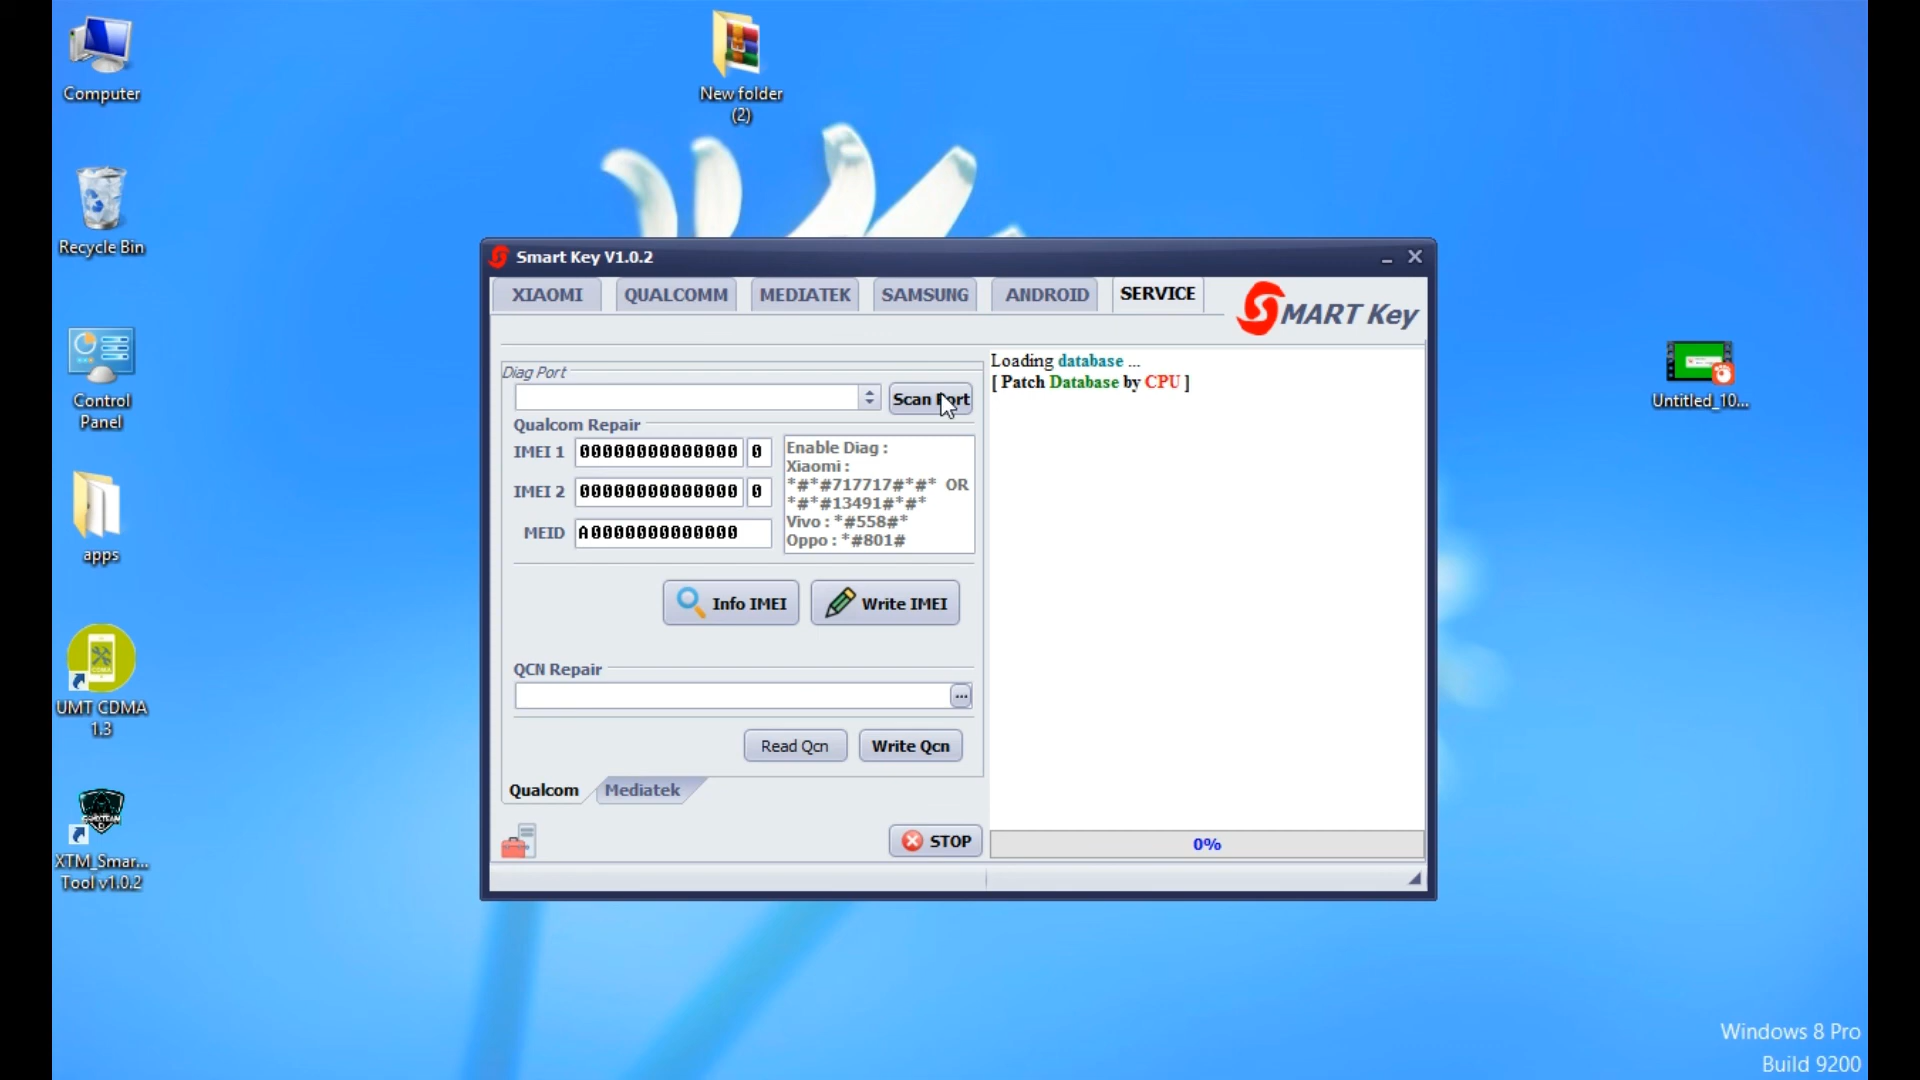 Computer
New folder
(2)
Recycle Bin
Control
Panel
apps
UMT CDMA
1.3
XTM_Smar...
Tool v1.0.2
Untitled_10...
Smart Key V1.0.2
XIAOMI
QUALCOMM
MEDIATEK
SAMSUNG
ANDROID
SERVICE
SMART Key
Diag Port
Scan Port
Qualcom Repair
IMEI 1 00000000000000 0
IMEI 2 00000000000000 0
MEID A0000000000000
Enable Diag :
Xiaomi :
*#*#717717#*#* OR
*#*#13491#*#*
Vivo : *#558#*
Oppo : *#801#
Info IMEI
Write IMEI
QCN Repair
...
Read Qcn
Write Qcn
Qualcom
Mediatek
STOP
Loading database ...
[ Patch Database by CPU ]
0%
Windows 8 Pro
Build 9200